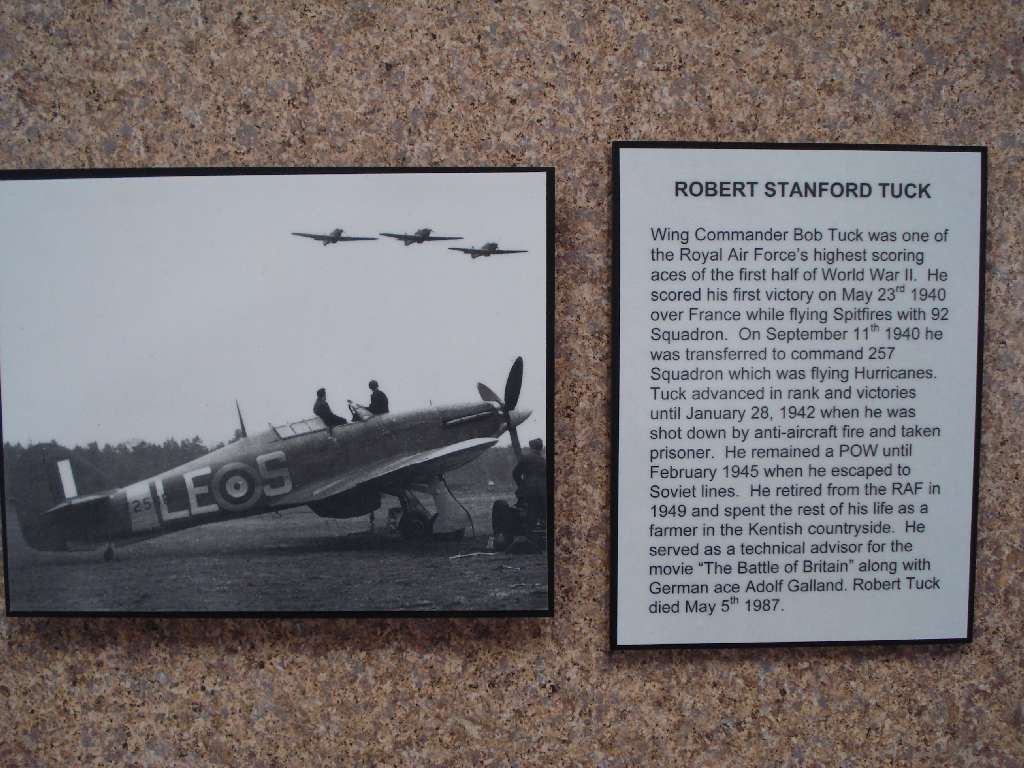 LE S
25
ROBERT STANFORD TUCK
Wing Commander Bob Tuck was one of
the Royal Air Force's highest scoring
aces of the first half of World War II. He
scored his first victory on May 23rd 1940
over France while flying Spitfires with 92
Squadron. On September 11th 1940 he
was transferred to command 257
Squadron which was flying Hurricanes.
Tuck advanced in rank and victories
until January 28, 1942 when he was
shot down by anti-aircraft fire and taken
prisoner. He remained a POW until
February 1945 when he escaped to
Soviet lines. He retired from the RAF in
1949 and spent the rest of his life as a
farmer in the Kentish countryside. He
served as a technical advisor for the
movie “The Battle of Britain” along with
German ace Adolf Galland. Robert Tuck
died May 5th 1987.